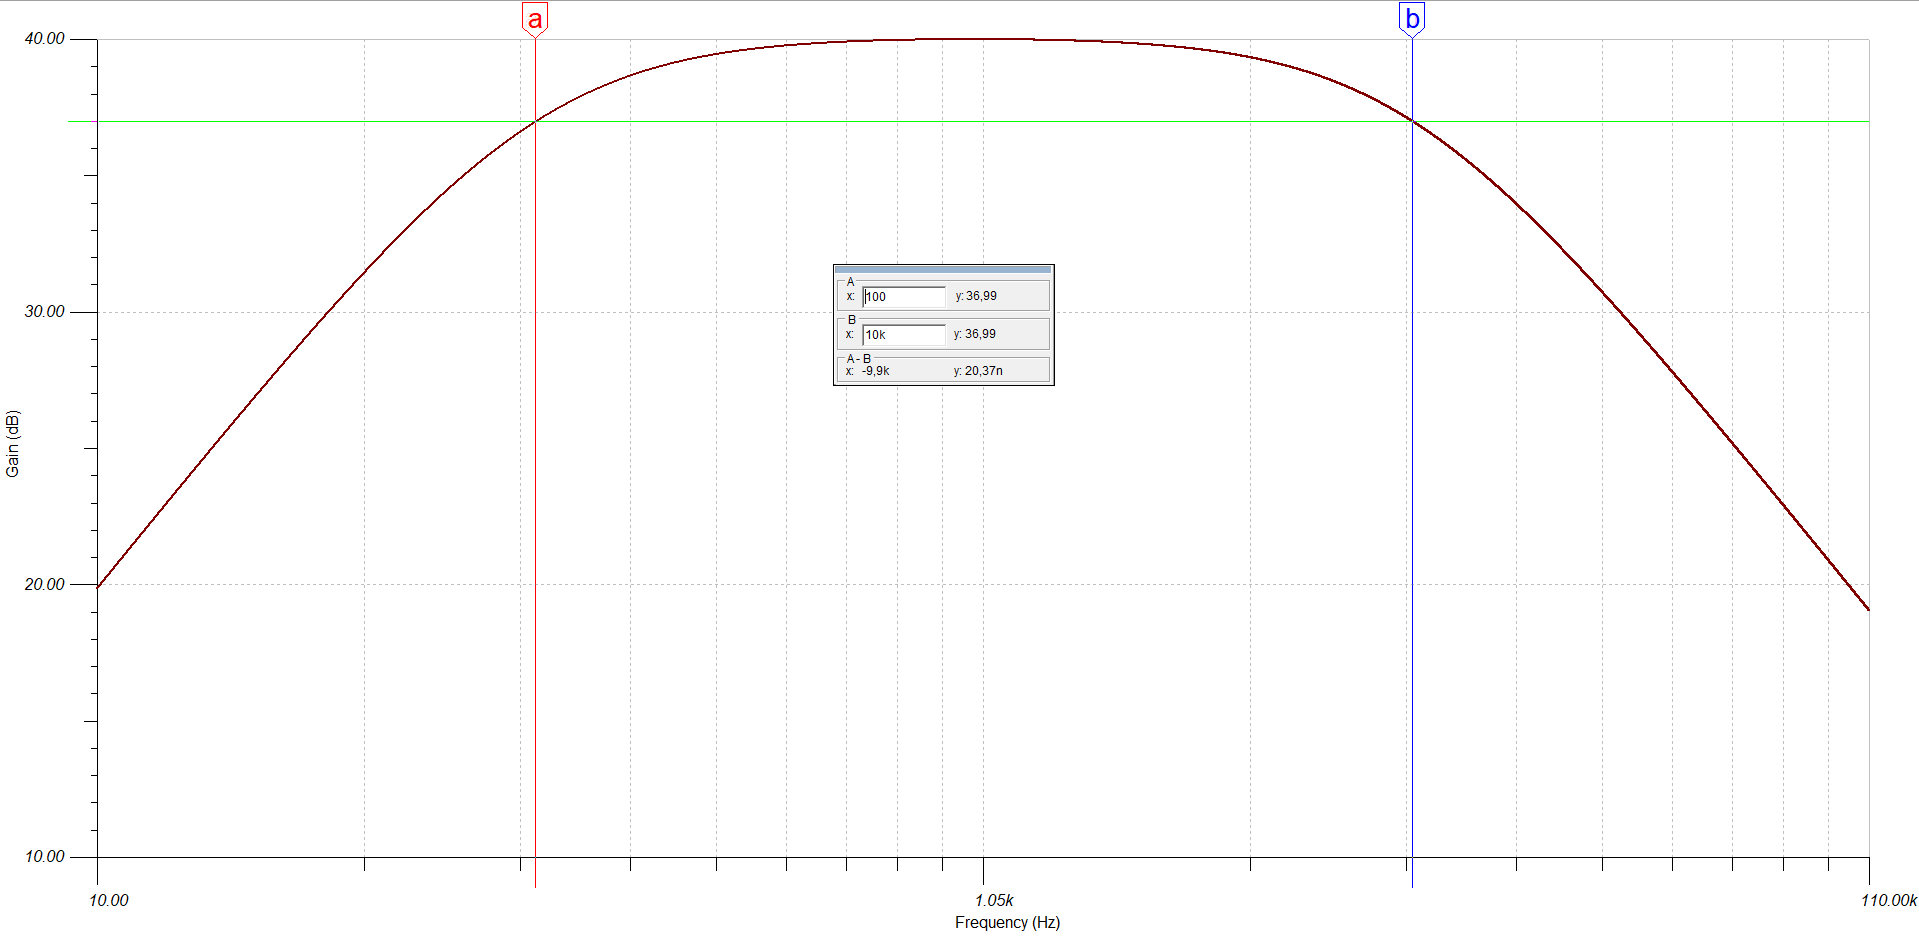 a b
40.00
30.00
20.00
10.00
Gain (dB)
A
x: 100 y: 36,99
B
x: 10k y: 36,99
A - B
x: -9,9k y: 20,37n
10.00 1.05k 110.00k
Frequency (Hz)